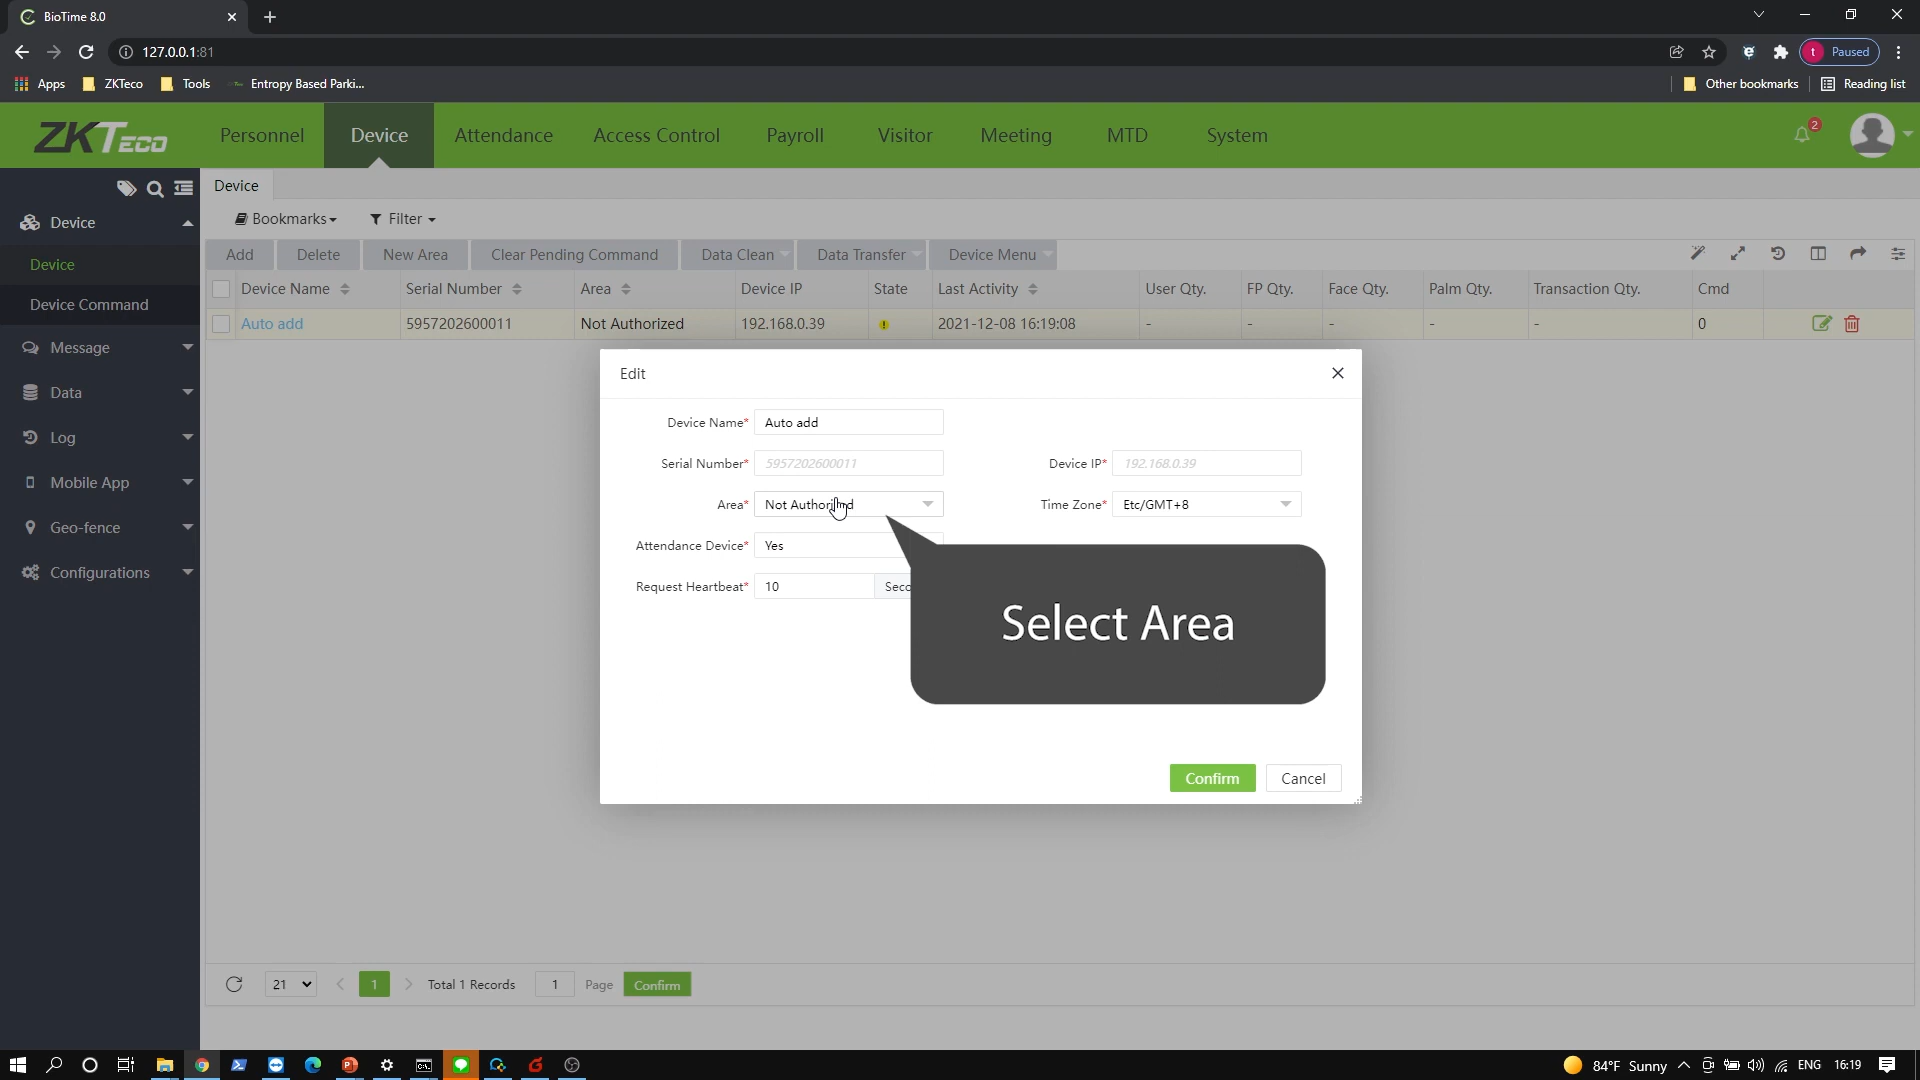 BioTime 8.0
127.0.0.1:81
Paused
Apps ZKTeco Tools Entropy Based Parki...
Other bookmarks Reading list
ZKTECO Personnel Device Attendance Access Control Payroll Visitor Meeting MTD System 2
Device
Device
Bookmarks Filter
Device
Device Command
Message
Data
Log
Mobile App
Geo-fence
Configurations
Add Delete New Area Clear Pending Command Data Clean Data Transfer Device Menu
Device Name Serial Number Area Device IP State Last Activity User Qty. FP Qty. Face Qty. Palm Qty. Transaction Qty. Cmd
Auto add 5957202600011 Not Authorized 192.168.0.39 2021-12-08 16:19:08 - - - - - 0
Edit
Device Name* Auto add
Serial Number* 5957202600011 Device IP* 192.168.0.39
Area* Not Authorized Time Zone* Etc/GMT+8
Attendance Device* Yes
Request Heartbeat* 10 Seco
Select Area
Confirm Cancel
21 1 Total 1 Records 1 Page Confirm
84°F Sunny ENG 16:19